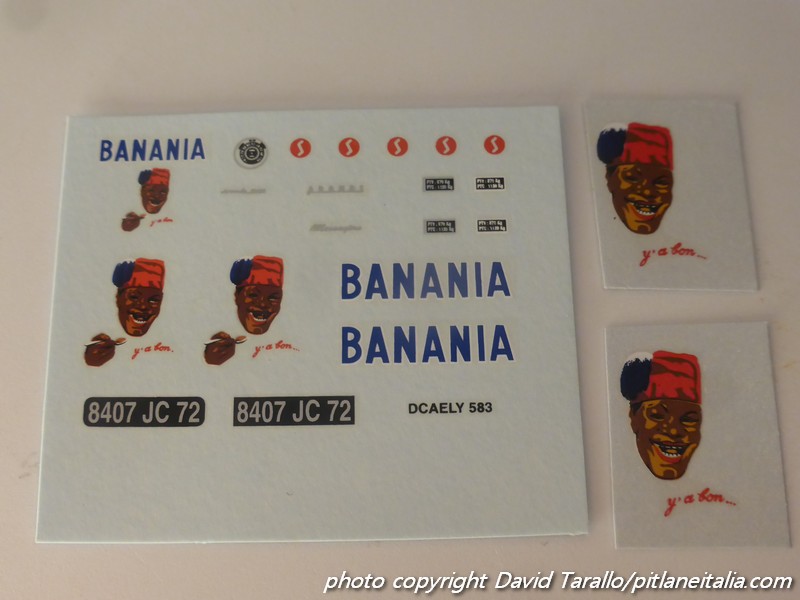 BANANIA
S S S S S
y'a bon...
BANANIA
y'a bon...
y'a bon...
BANANIA
8407 JC 72
8407 JC 72
DCAELY 583
y'a bon...
y'a bon...
photo copyright David Tarallo/pitlaneitalia.com